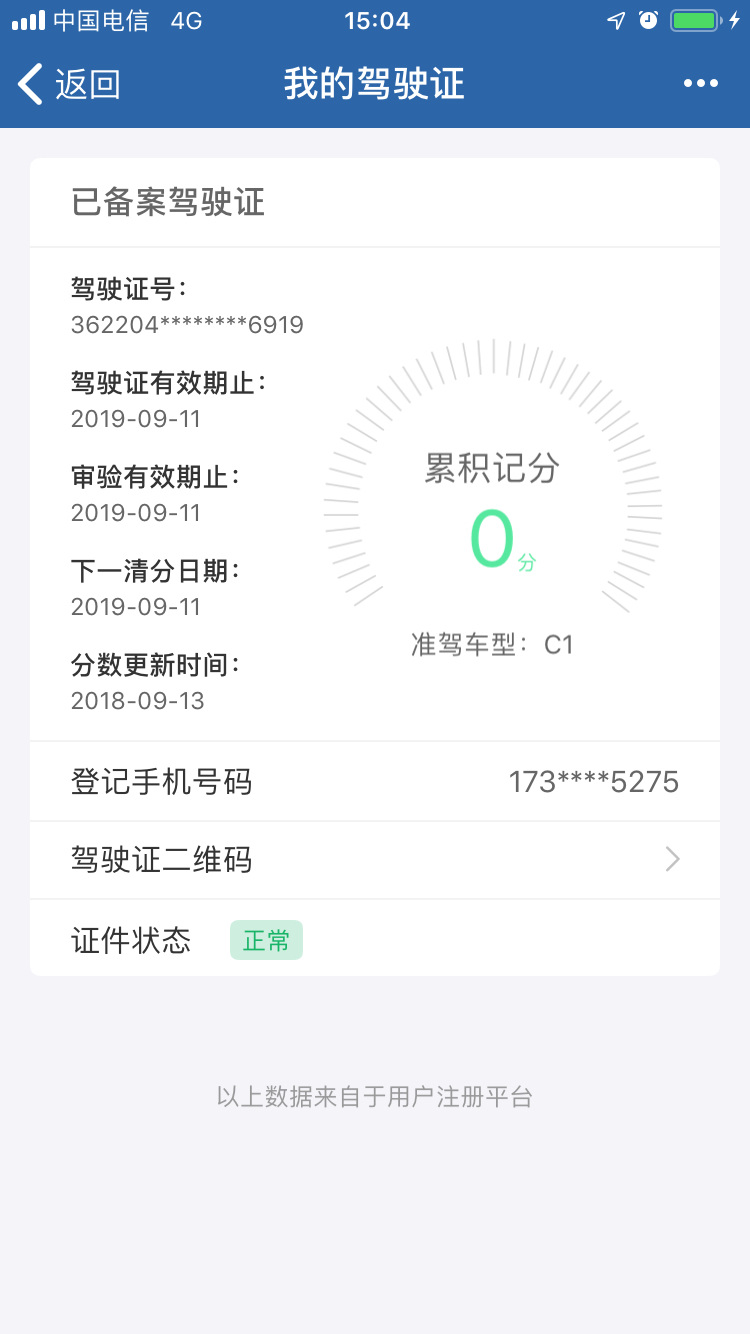 中国电信 4G 15:04
返回 我的驾驶证
已备案驾驶证
驾驶证号:
362204********6919
驾驶证有效期止:
2019-09-11
审验有效期止:
2019-09-11
下一清分日期:
2019-09-11
分数更新时间:
2018-09-13
累积记分
0分
准驾车型: C1
登记手机号码 173****5275
驾驶证二维码
证件状态 正常
以上数据来自于用户注册平台